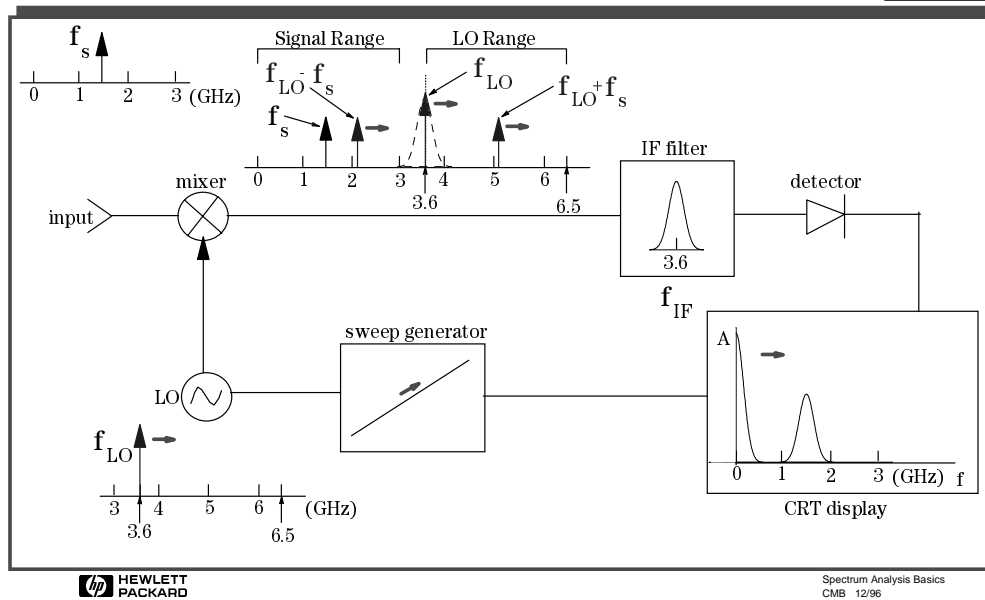 f s
0 1 2 3 (GHz)
Signal Range
LO Range
f LO - f s
f s
f LO
f LO + f s
0 1 2 3 4 5 6
3.6
6.5
mixer
input
IF filter
3.6
f IF
detector
sweep generator
LO
f LO
3 4 5 6 (GHz)
3.6
6.5
A
0 1 2 3 (GHz) f
CRT display
hp HEWLETT
PACKARD
Spectrum Analysis Basics
CMB 12/96